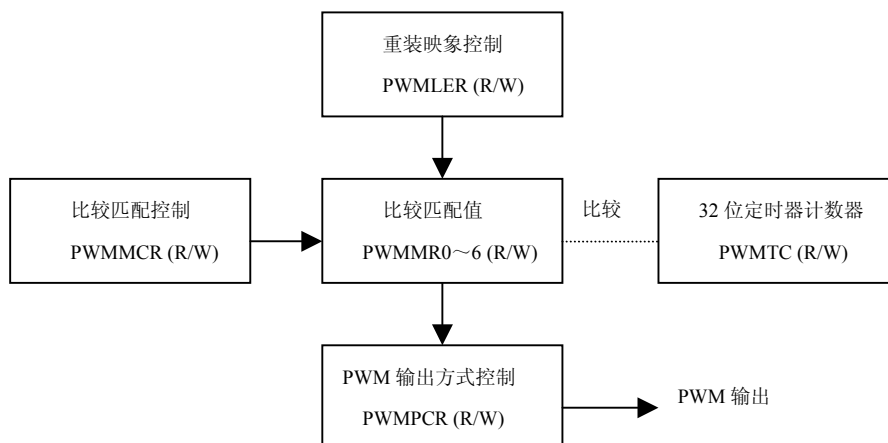 重装映象控制
PWMLER (R/W)
比较匹配控制
PWMMCR (R/W)
比较匹配值
PWMMR0～6 (R/W)
比较
32 位定时器计数器
PWMTC (R/W)
PWM 输出方式控制
PWMPCR (R/W)
PWM 输出